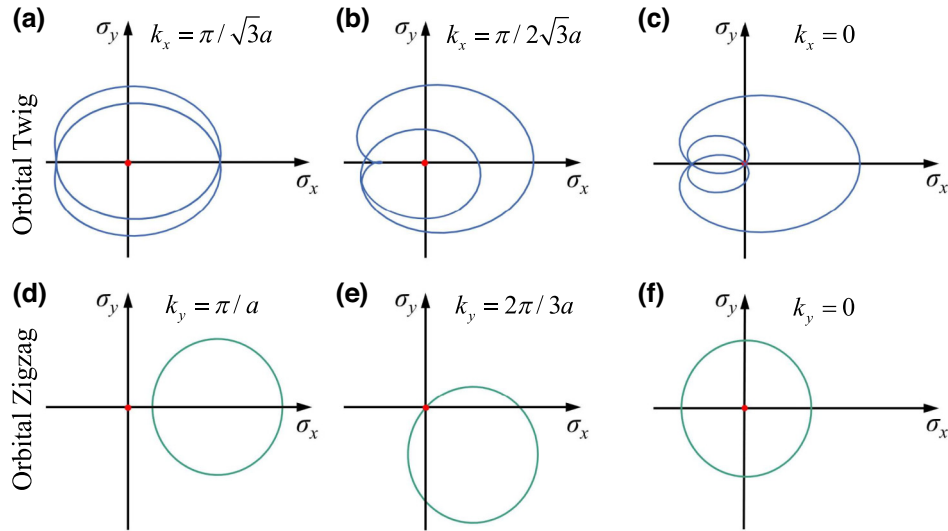 (a) σy kx = π/√3a
(b) σy kx = π/2√3a
(c) σy kx = 0
Orbital Twig
σx
σx
σx
(d) σy ky = π/a
(e) σy ky = 2π/3a
(f) σy ky = 0
Orbital Zigzag
σx
σx
σx